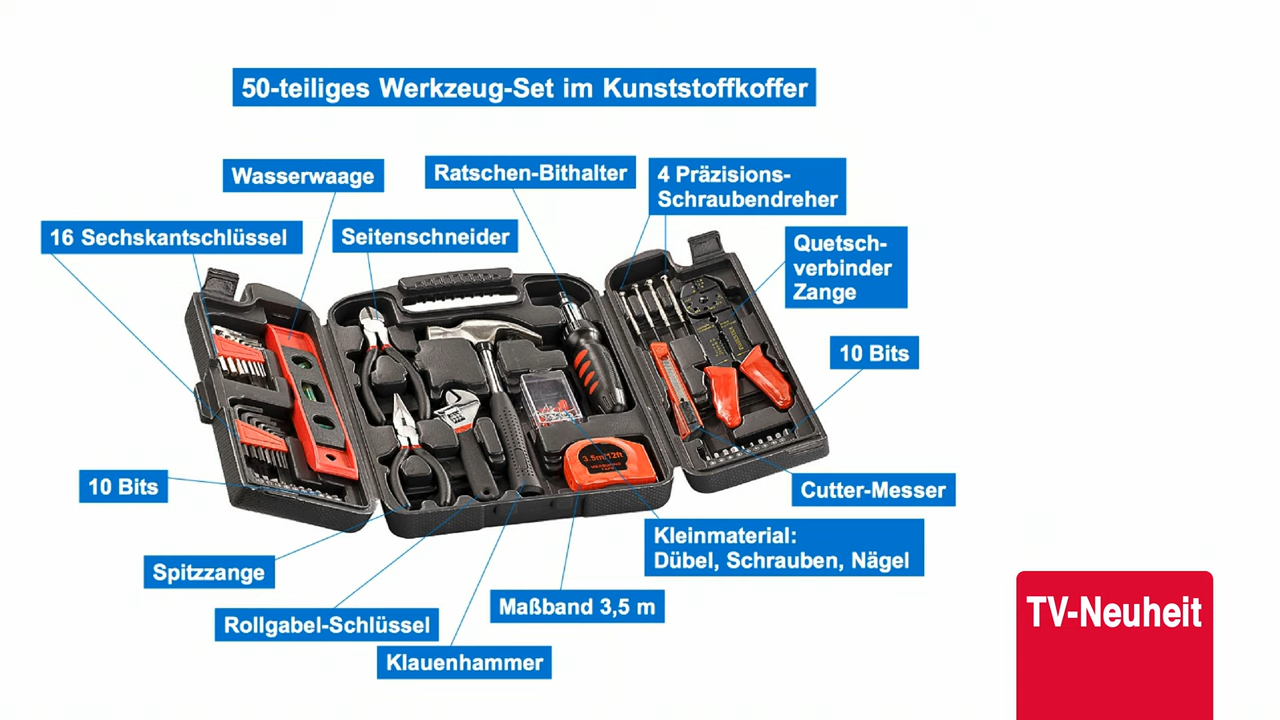 50-teiliges Werkzeug-Set im Kunststoffkoffer
Wasserwaage
Ratschen-Bithalter
4 Präzisions-
Schraubendreher
16 Sechskantschlüssel
Seitenschneider
Quetsch-
verbinder
Zange
10 Bits
3.5m/12ft
10 Bits
Cutter-Messer
Kleinmaterial:
Dübel, Schrauben, Nägel
Spitzzange
Maßband 3,5 m
Rollgabel-Schlüssel
Klauenhammer
TV-Neuheit